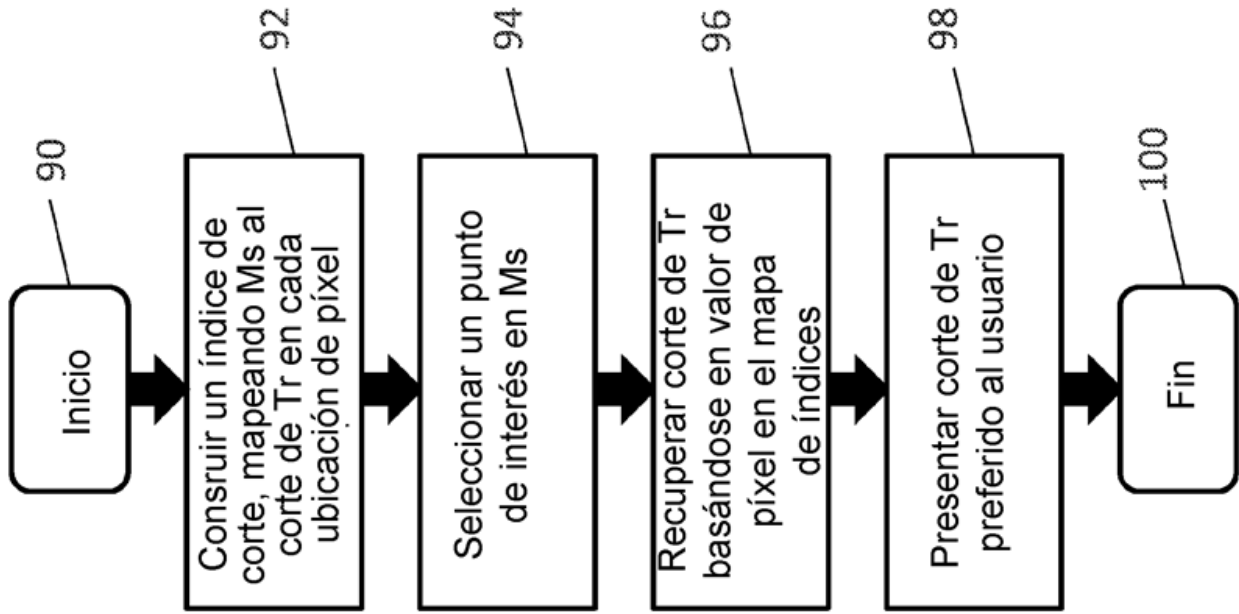 Inicio
90
Consruir un índice de
corte, mapeando Ms al
corte de Tr en cada
ubicación de píxel
92
Seleccionar un punto
de interés en Ms
94
Recuperar corte de Tr
basándose en valor de
píxel en el mapa
de índices
96
Presentar corte de Tr
preferido al usuario
98
Fin
100